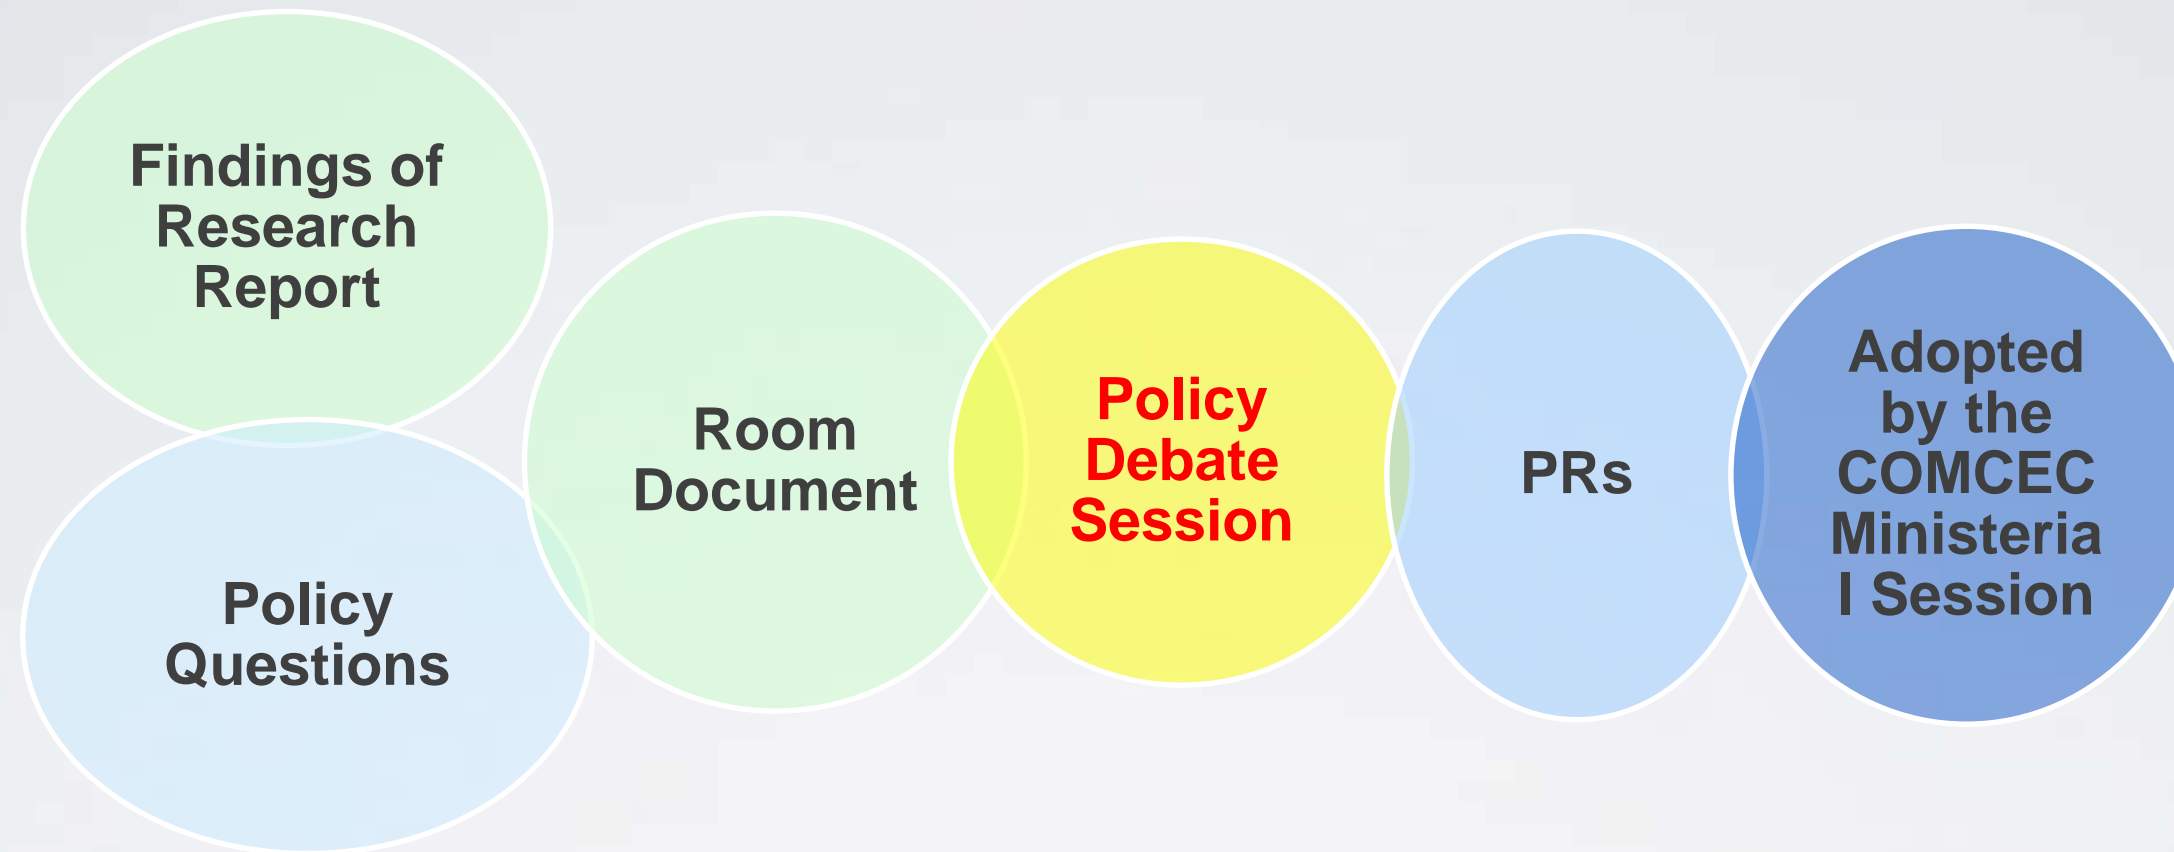 Findings of
Research
Report
Policy
Questions
Room
Document
Policy
Debate
Session
PRs
Adopted
by the
COMCEC
Ministeria
l Session